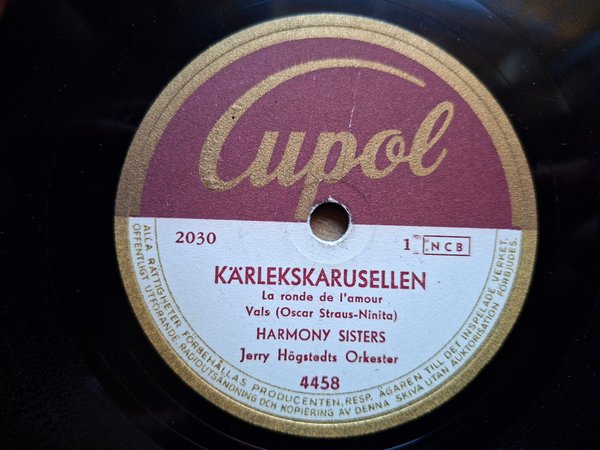 Cupol
2030 1 NCB
KÄRLEKSKARUSELLEN
La ronde de l'amour
Vals (Oscar Straus-Ninita)
HARMONY SISTERS
Jerry Högstedts Orkester
4458
ALLA RÄTTIGHETER FÖRBEHÅLLAS PRODUCENTEN, RESP. ÄGAREN TILL DET INSPELADE VERKET.
OFFENTLIGT UTFÖRANDE RADIOUTSÄNDNING OCH KOPIERING AV DENNA SKIVA UTAN AUKTORISATION FÖRBJUDES.